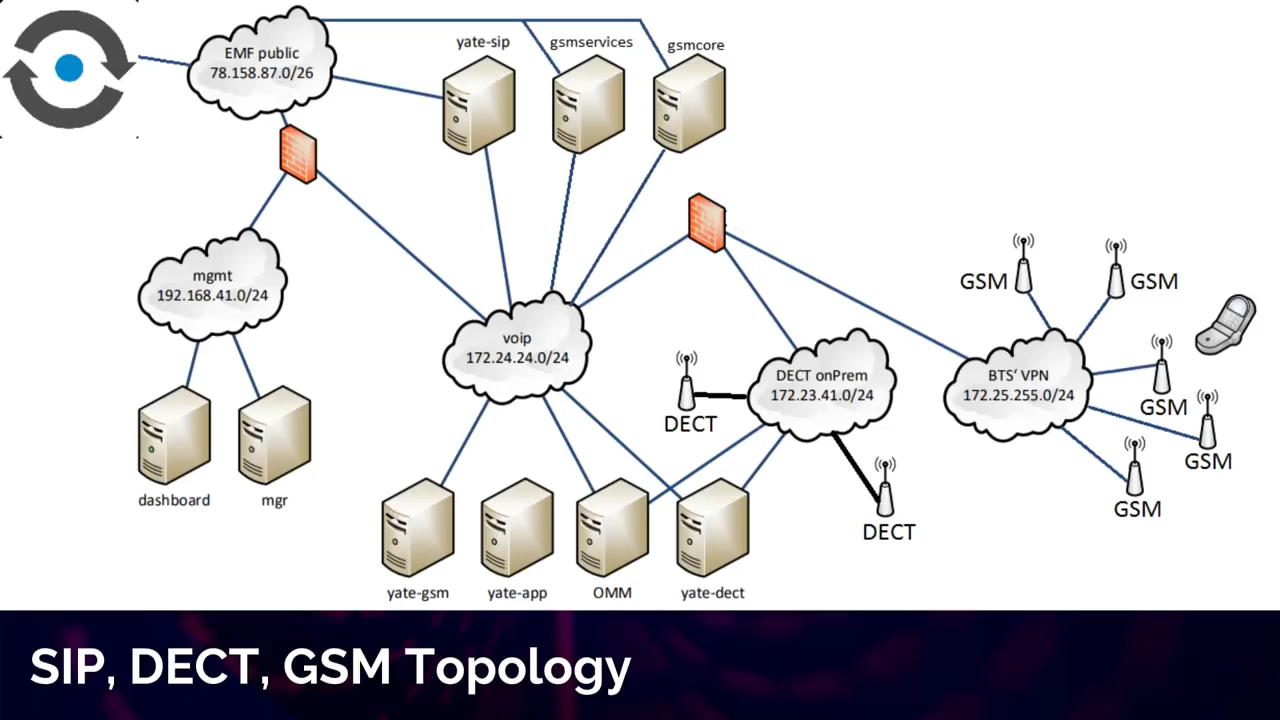 EMF public
78.158.87.0/26
yate-sip
gsmservices
gsmcore
mgmt
192.168.41.0/24
dashboard
mgr
voip
172.24.24.0/24
DECT
DECT onPrem
172.23.41.0/24
DECT
BTS‘ VPN
172.25.255.0/24
GSM
GSM
GSM
GSM
GSM
yate-gsm
yate-app
OMM
yate-dect
SIP, DECT, GSM Topology